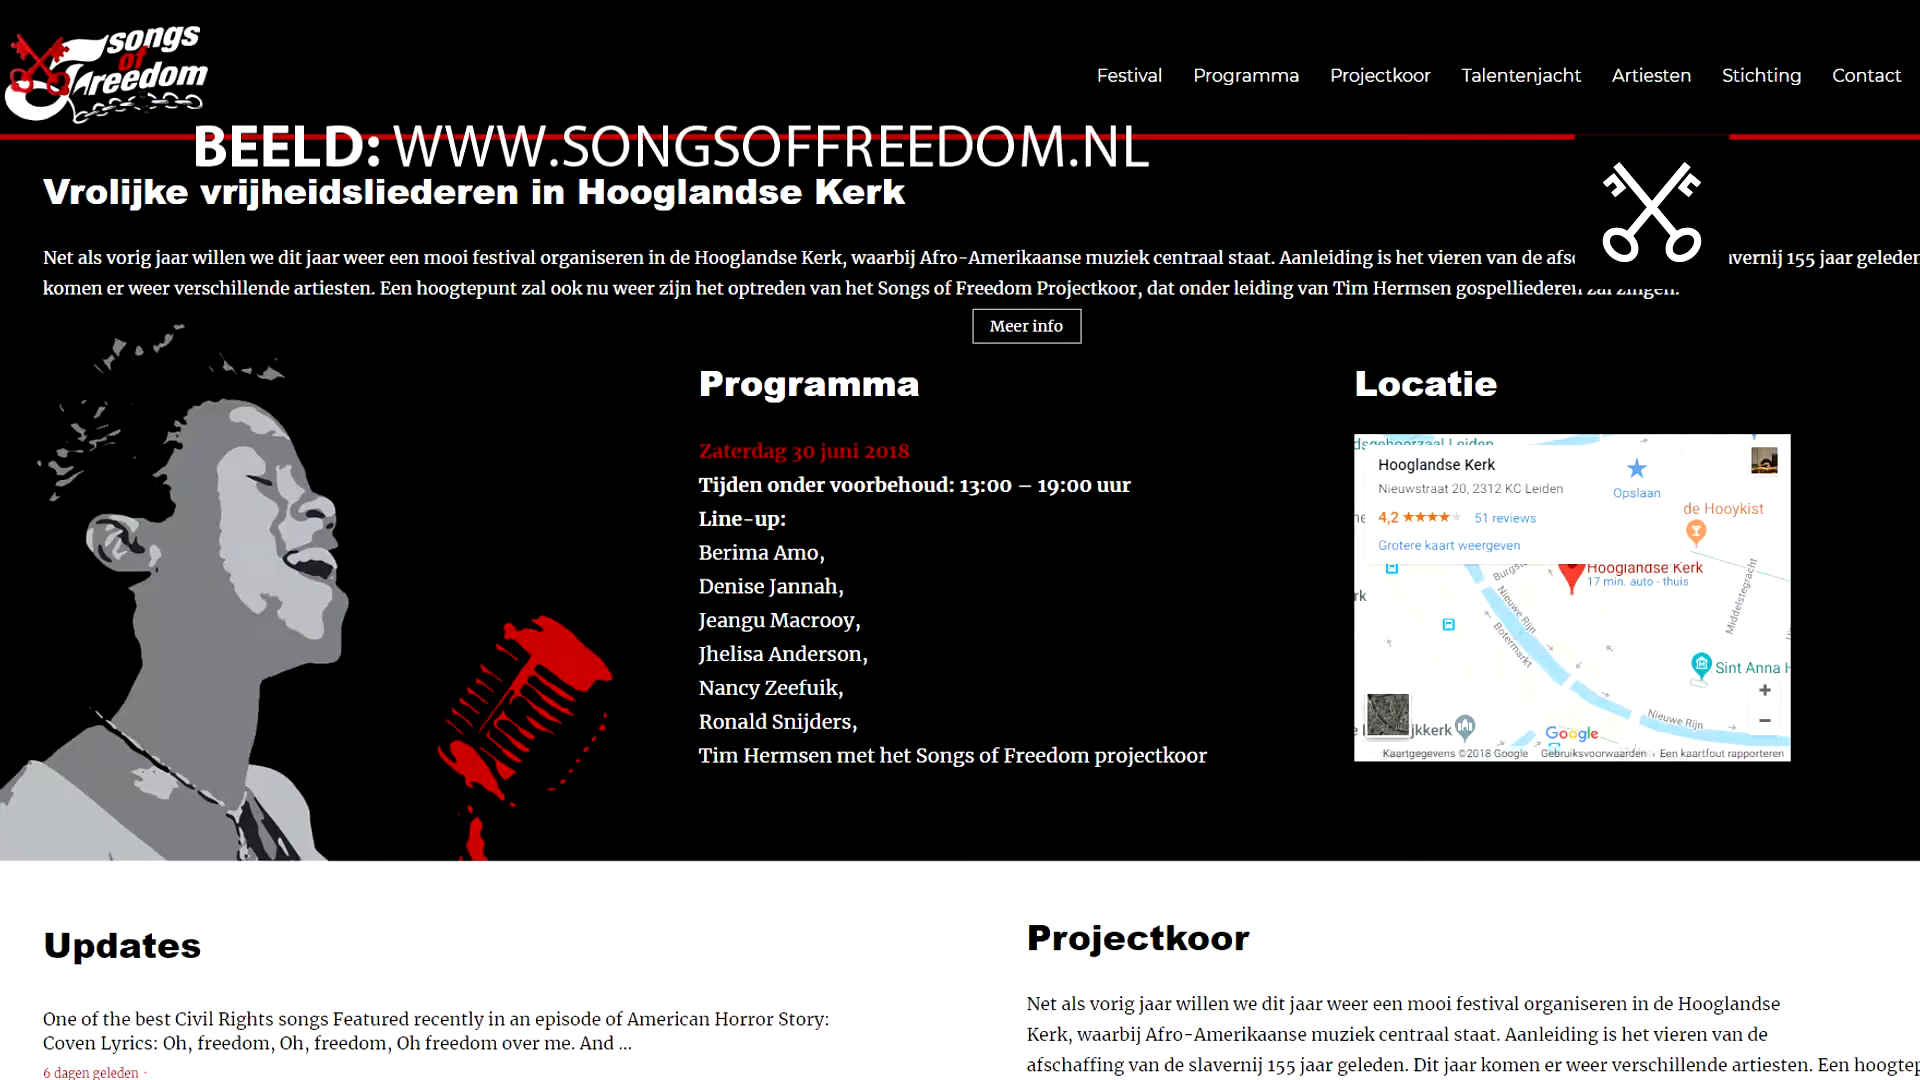 songs
of
freedom
Festival Programma Projectkoor Talentenjacht Artiesten Stichting Contact
BEELD: WWW.SONGSOFFREEDOM.NL
Vrolijke vrijheidsliederen in Hooglandse Kerk
Net als vorig jaar willen we dit jaar weer een mooi festival organiseren in de Hooglandse Kerk, waarbij Afro-Amerikaanse muziek centraal staat. Aanleiding is het vieren van de 155 jaar geleden
komen er weer verschillende artiesten. Een hoogtepunt zal ook nu weer zijn het optreden van het Songs of Freedom Projectkoor, dat onder leiding van Tim Hermsen gospelliederen zal zingen.
Meer info
Programma
Zaterdag 30 juni 2018
Tijden onder voorbehoud: 13:00 – 19:00 uur
Line-up:
Berima Amo,
Denise Jannah,
Jeangu Macrooy,
Jhelisa Anderson,
Nancy Zeefuik,
Ronald Snijders,
Tim Hermsen met het Songs of Freedom projectkoor
Locatie
Hooglandse Kerk
Nieuwstraat 20, 2312 KC Leiden
4,2 51 reviews
Grotere kaart weergeven
Opslaan
de Hooykist
Hooglandse Kerk
17 min. auto - thuis
Nieuwe Rijn
Botermarkt
Middelstegracht
Sint Anna
Nieuwe Rijn
Google
Kaartgegevens ©2018 Google Gebruiksvoorwaarden Een kaartfout rapporteren
Updates
One of the best Civil Rights songs Featured recently in an episode of American Horror Story:
Coven Lyrics: Oh, freedom, Oh, freedom, Oh freedom over me. And ...
6 dagen geleden ·
Projectkoor
Net als vorig jaar willen we dit jaar weer een mooi festival organiseren in de Hooglandse
Kerk, waarbij Afro-Amerikaanse muziek centraal staat. Aanleiding is het vieren van de
afschaffing van de slavernij 155 jaar geleden. Dit jaar komen er weer verschillende artiesten. Een